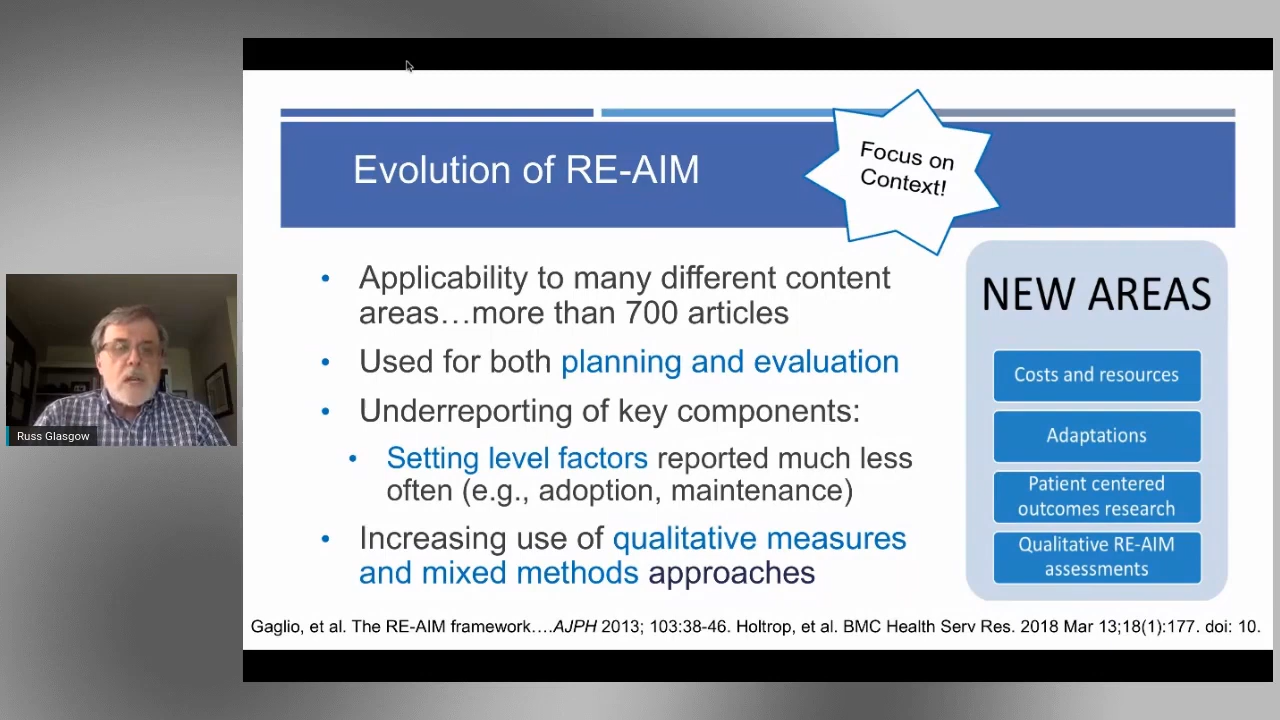 Evolution of RE-AIM
Focus on
Context!
• Applicability to many different content
areas…more than 700 articles
• Used for both planning and evaluation
• Underreporting of key components:
• Setting level factors reported much less
often (e.g., adoption, maintenance)
• Increasing use of qualitative measures
and mixed methods approaches
NEW AREAS
Costs and resources
Adaptations
Patient centered
outcomes research
Qualitative RE-AIM
assessments
Gaglio, et al. The RE-AIM framework….AJPH 2013; 103:38-46. Holtrop, et al. BMC Health Serv Res. 2018 Mar 13;18(1):177. doi: 10.
Russ Glasgow